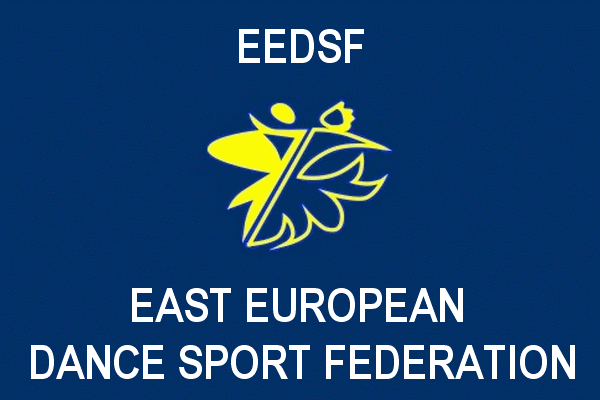 EEDSF
EAST EUROPEAN
DANCE SPORT FEDERATION